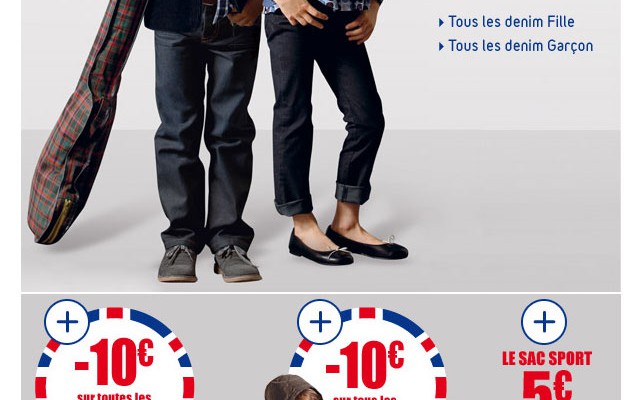 Tous les denim Fille
Tous les denim Garçon
-10€
sur toutes les
-10€
sur tous les
LE SAC SPORT
5€